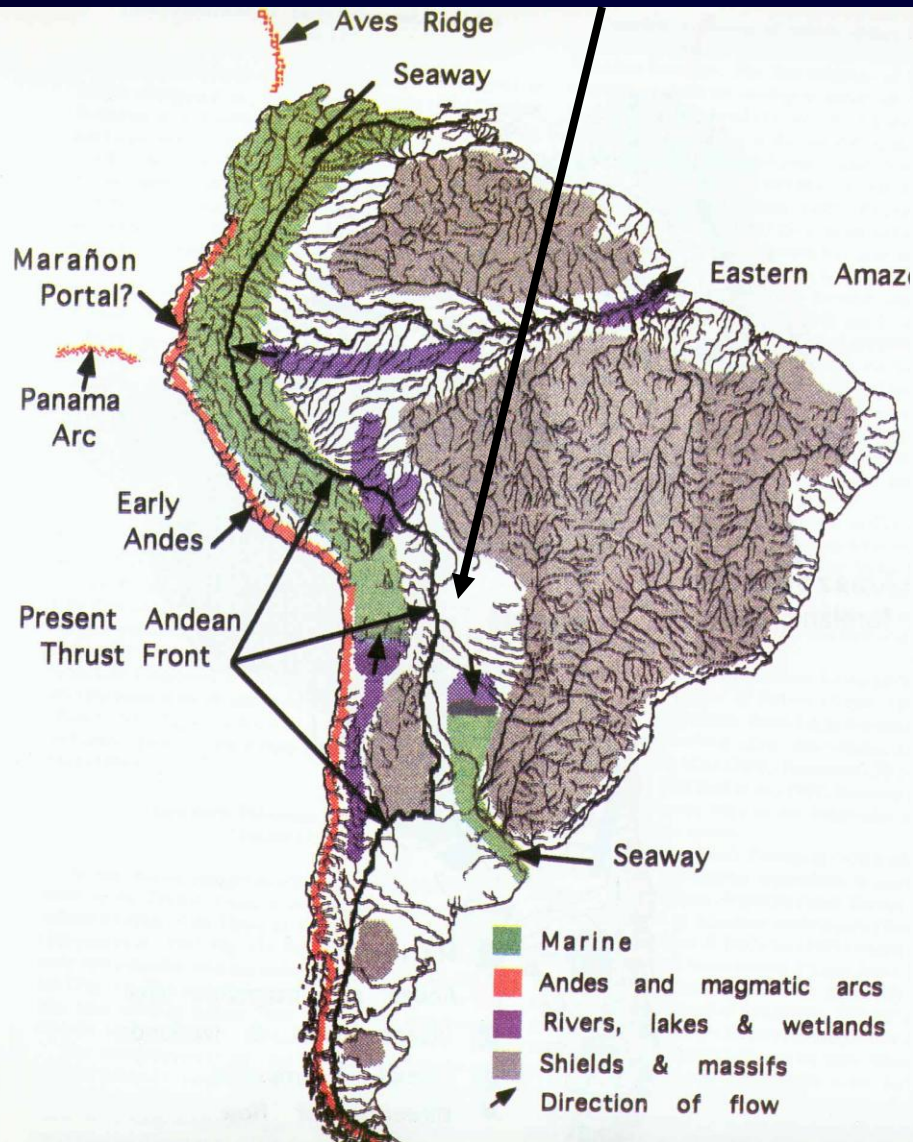 Aves Ridge
Seaway
Marañon
Portal?
Eastern Amaz
Panama
Arc
Early
Andes
Present Andean
Thrust Front
Seaway
Marine
Andes and magmatic arcs
Rivers, lakes & wetlands
Shields & massifs
Direction of flow